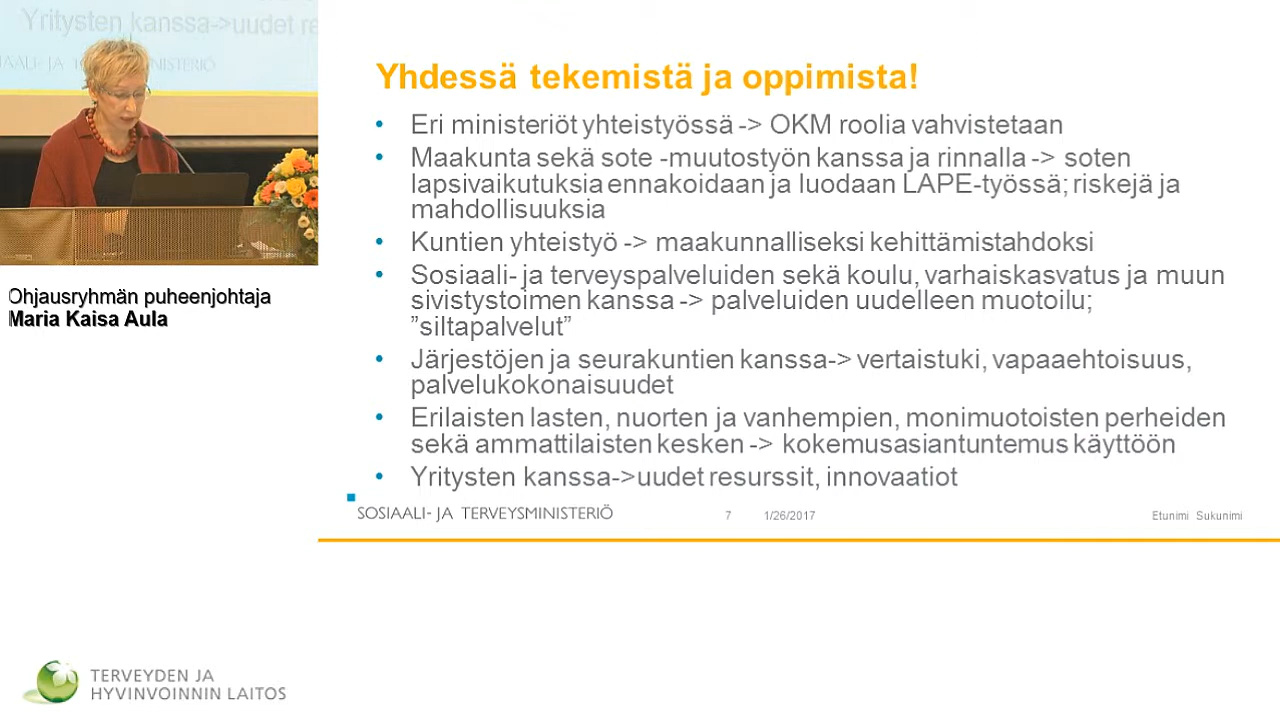 Yritysten kanssa->uudet re
IAALI- JA T
NISTERIÖ
Ohjausryhmän puheenjohtaja
Maria Kaisa Aula
Yhdessä tekemistä ja oppimista!
• Eri ministeriöt yhteistyössä -> OKM roolia vahvistetaan
• Maakunta sekä sote -muutostyön kanssa ja rinnalla -> soten
lapsivaikutuksia ennakoidaan ja luodaan LAPE-työssä; riskejä ja
mahdollisuuksia
• Kuntien yhteistyö -> maakunnalliseksi kehittämistahdoksi
• Sosiaali- ja terveyspalveluiden sekä koulu, varhaiskasvatus ja muun
sivistystoimen kanssa -> palveluiden uudelleen muotoilu;
”siltapalvelut”
• Järjestöjen ja seurakuntien kanssa-> vertaistuki, vapaaehtoisuus,
palvelukokonaisuudet
• Erilaisten lasten, nuorten ja vanhempien, monimuotoisten perheiden
sekä ammattilaisten kesken -> kokemusasiantuntemus käyttöön
• Yritysten kanssa->uudet resurssit, innovaatiot
SOSIAALI- JA TERVEYSMINISTERIÖ 7 1/26/2017 Etunimi Sukunimi
TERVEYDEN JA
HYVINVOINNIN LAITOS